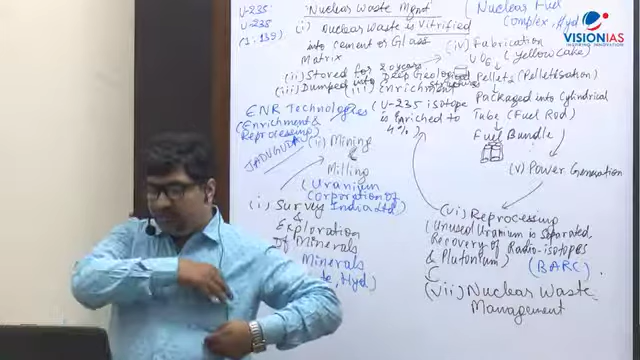 U-235
U-238
(1:139)
Nuclear Waste Mgmt
(i) Nuclear Waste is Vitrified
into cement or Glass
Matrix
(ii) Stored for 20 years
(iii) Dumped into Deep Geological
Structures
ENR Technologies
(Enrichment &
Reprocessing)
JADUGUDA
(i) Survey
&
Exploration
Of Minerals
Minerals
, Hyd)
(ii) Mining
Milling
(Uranium
Corporation of
India Ltd)
(iii) Enrichment
(U-235 isotope
is Enriched to
4%)
(Nuclear Fuel
Complex, Hyd
(iv) Fabrication
(Yellow Cake)
Pellets (Pelletisation)
Packaged into Cylindrical
Tube (Fuel Rod)
Fuel Bundle
(v) Power Generation
(vi) Reprocessing
(Unused Uranium is Separated,
Recovery of Radio-isotopes
& Plutonium)
(BARC)
(vii) Nuclear Waste
Management
VISIONIAS
INSPIRING INNOVATION